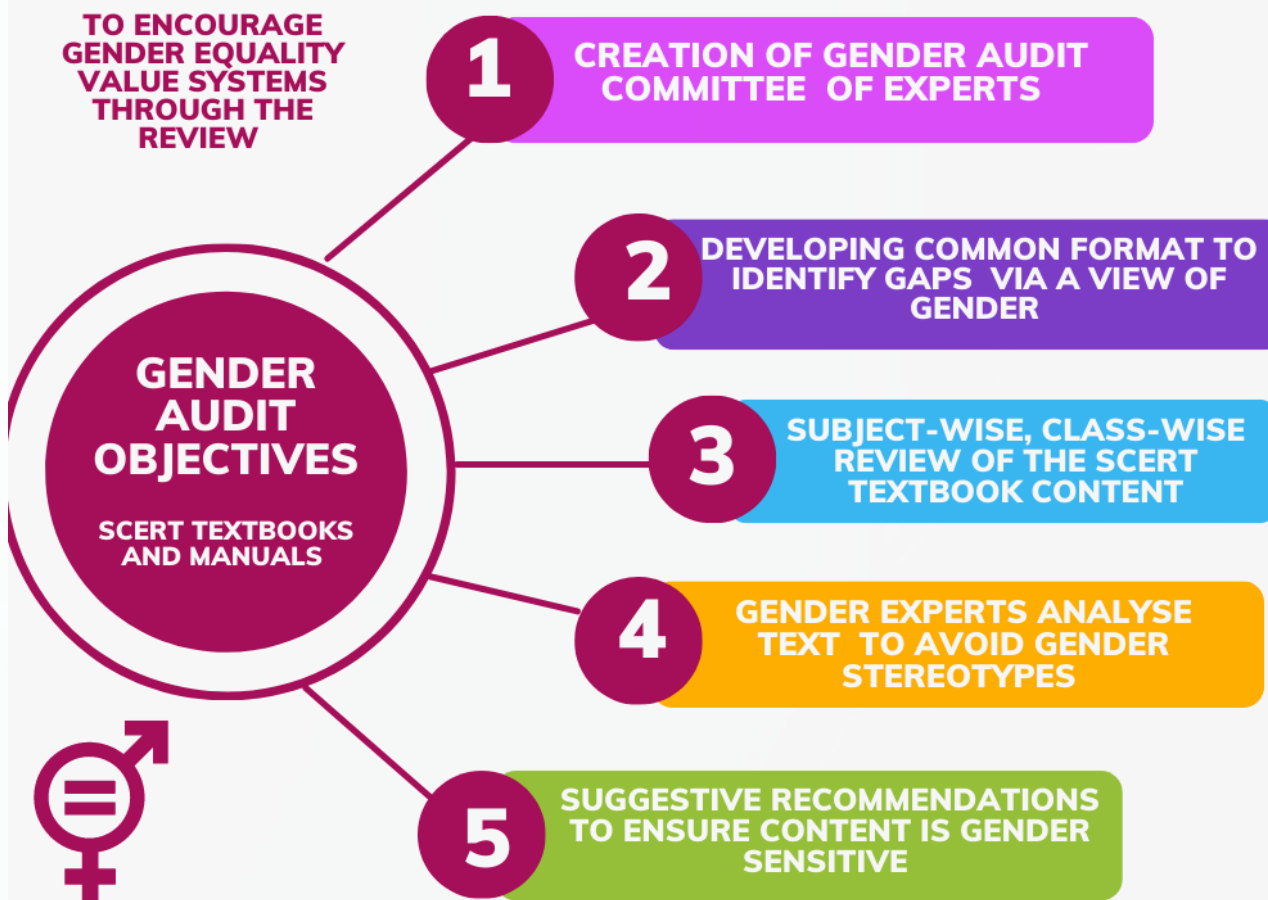 TO ENCOURAGE
GENDER EQUALITY
VALUE SYSTEMS
THROUGH THE
REVIEW
1
CREATION OF GENDER AUDIT
COMMITTEE OF EXPERTS
2
DEVELOPING COMMON FORMAT TO
IDENTIFY GAPS VIA A VIEW OF
GENDER
GENDER
AUDIT
OBJECTIVES
SCERT TEXTBOOKS
AND MANUALS
3
SUBJECT-WISE, CLASS-WISE
REVIEW OF THE SCERT
TEXTBOOK CONTENT
4
GENDER EXPERTS ANALYSE
TEXT TO AVOID GENDER
STEREOTYPES
5
SUGGESTIVE RECOMMENDATIONS
TO ENSURE CONTENT IS GENDER
SENSITIVE